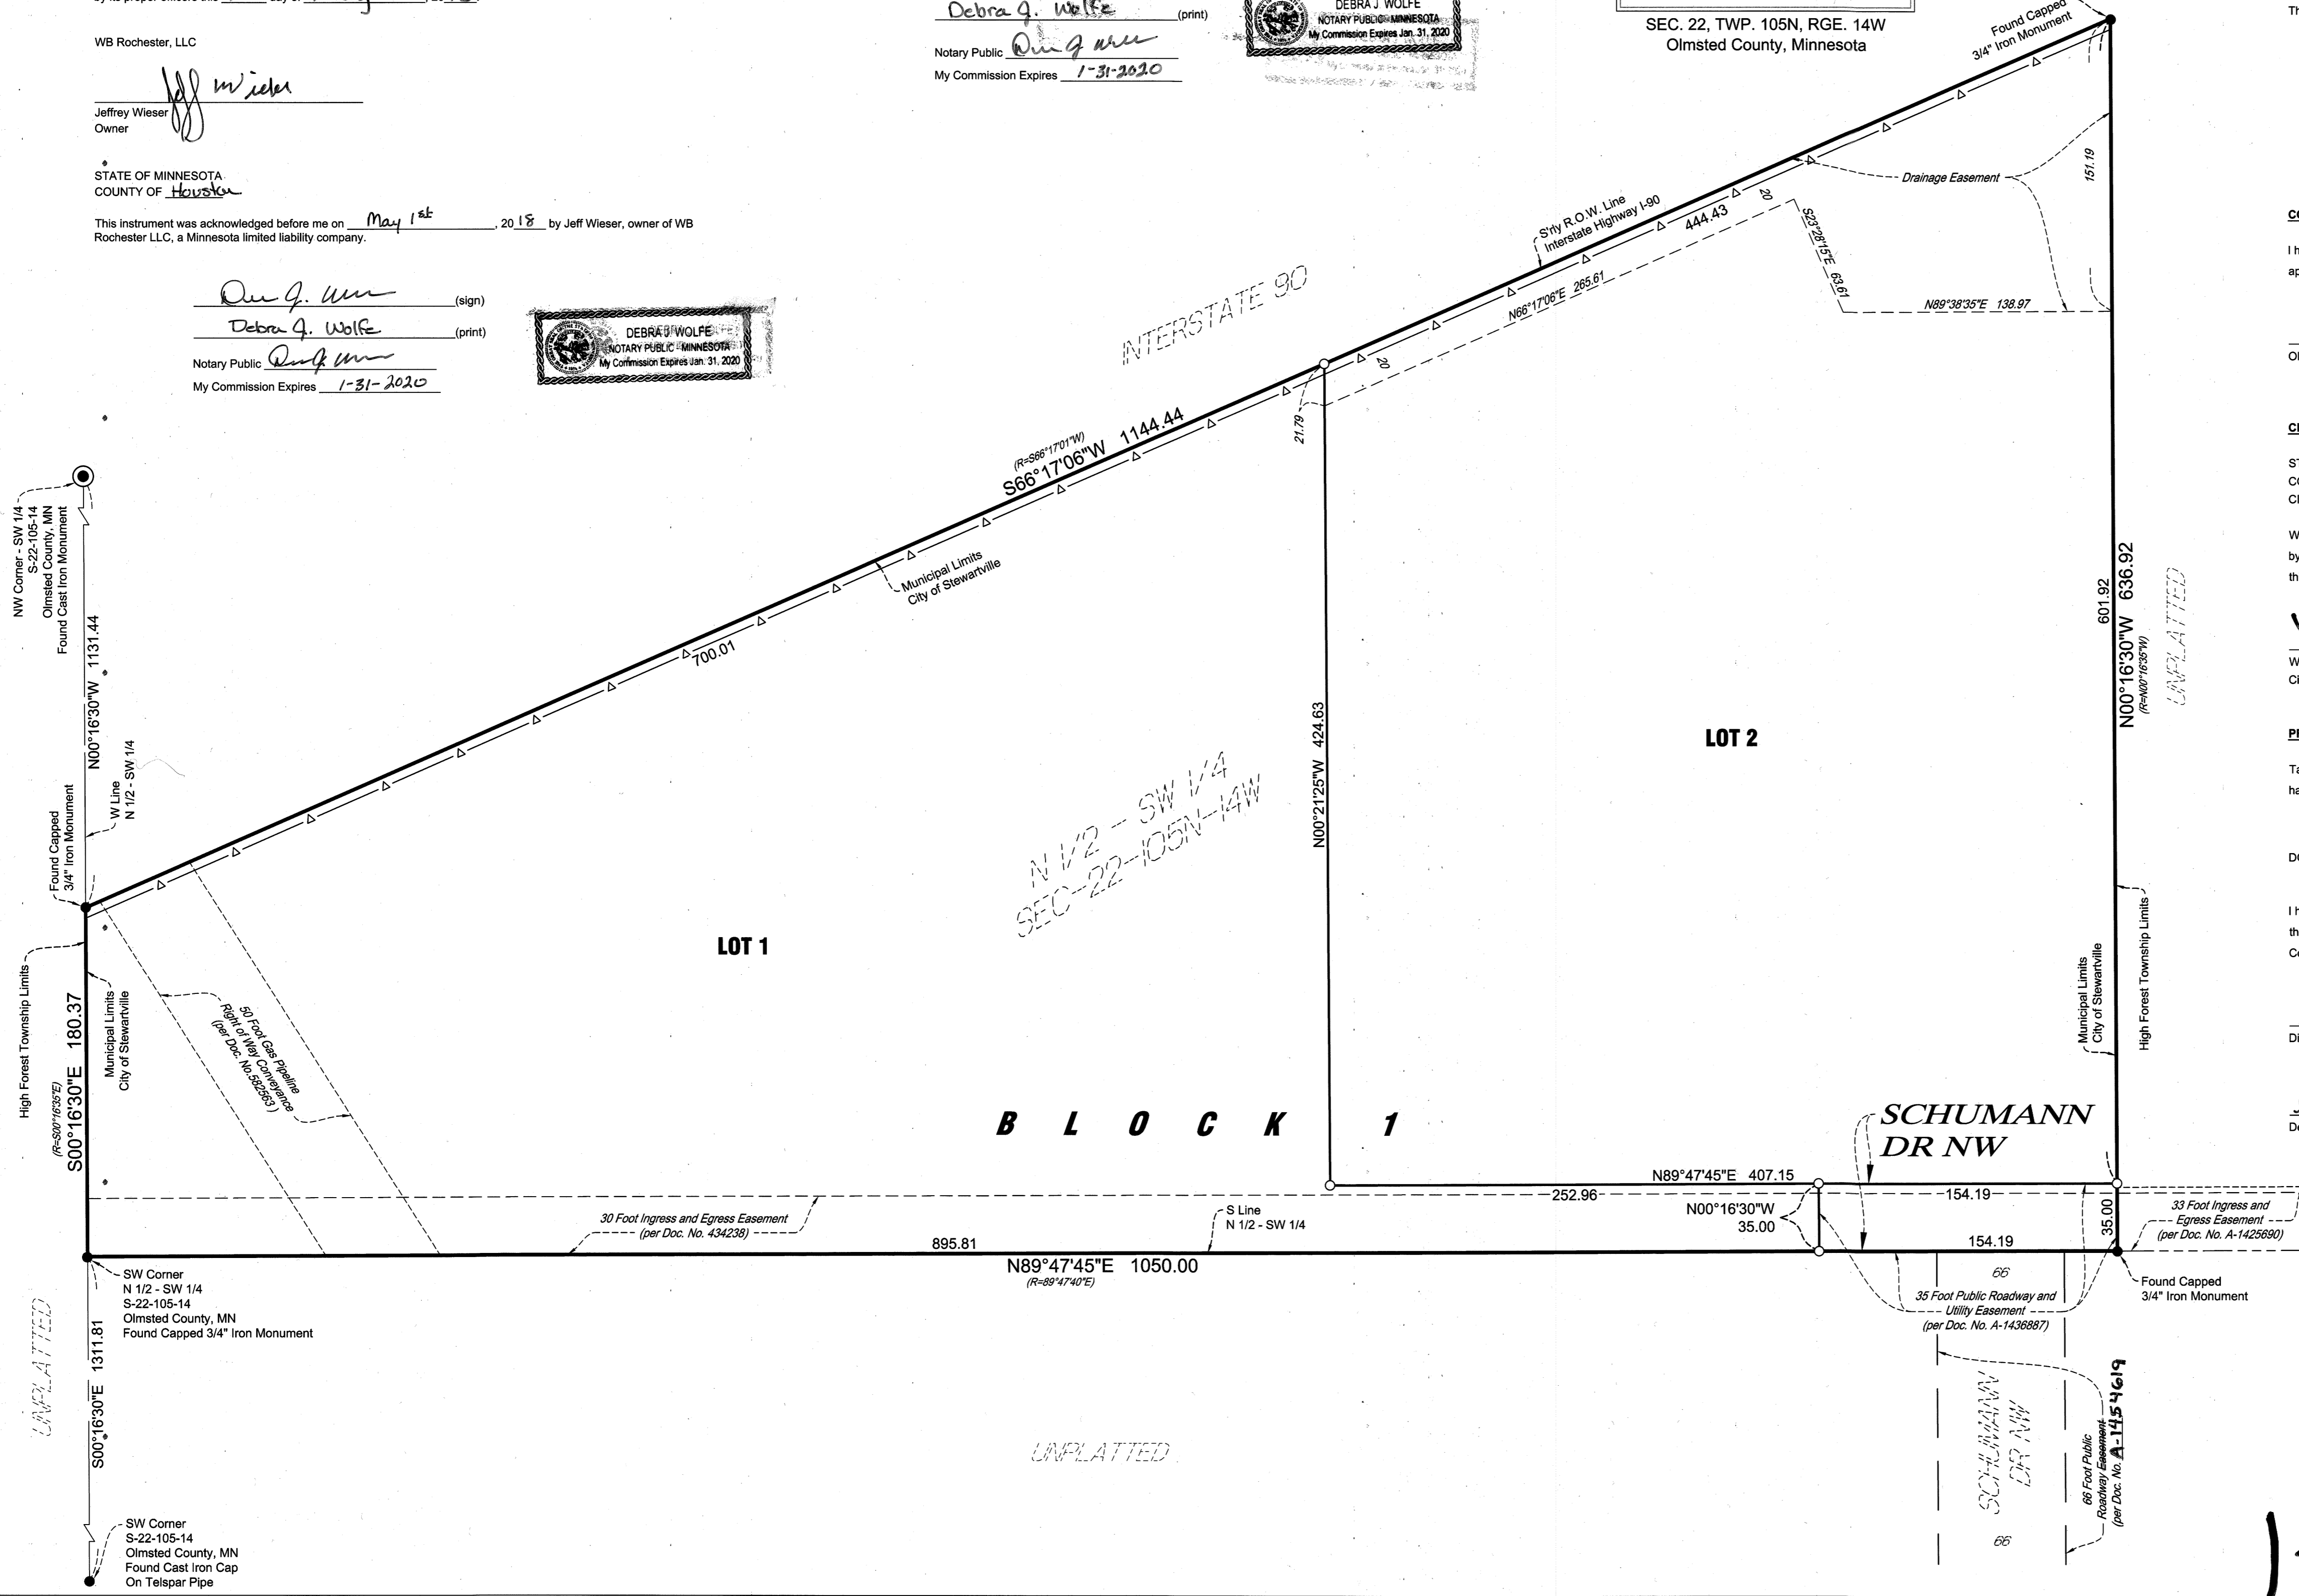 WB Rochester, LLC
Jeff Wieser
Jeffrey Wieser
Owner
STATE OF MINNESOTA
COUNTY OF Houston
This instrument was acknowledged before me on May 1st, 2018 by Jeff Wieser, owner of WB
Rochester LLC, a Minnesota limited liability company.
(sign)
Debra J. Wolfe (print)
Notary Public
My Commission Expires 1-31-2020
DEBRA J. WOLFE
NOTARY PUBLIC - MINNESOTA
My Commission Expires Jan. 31, 2020
Debra J. Wolfe (print)
Notary Public
My Commission Expires 1-31-2020
DEBRA J WOLFE
NOTARY PUBLIC - MINNESOTA
My Commission Expires Jan. 31, 2020
SEC. 22, TWP. 105N, RGE. 14W
Olmsted County, Minnesota
Found Capped
3/4" Iron Monument
Drainage Easement
151.19
S'rly R.O.W. Line
Interstate Highway I-90
444.43
20
S23°28'15"E 63.61
N66°17'06"E 265.61
N89°38'35"E 138.97
INTERSTATE 90
20
21.79
(R=S66°17'01"W)
S66°17'06"W 1144.44
Municipal Limits
City of Stewartville
700.01
NW Corner - SW 1/4
S-22-105-14
Olmsted County, MN
Found Cast Iron Monument
N00°16'30"W 1131.44
W Line
N 1/2 - SW 1/4
Found Capped
3/4" Iron Monument
High Forest Township Limits
(R=S00°16'35"E)
S00°16'30"E 180.37
Municipal Limits
City of Stewartville
50 Foot Gas Pipeline
Right of Way Conveyance
(per Doc. No.582563 )
LOT 1
N 1/2 - SW 1/4
SEC-22-105N-14W
N00°21'25"W 424.63
LOT 2
601.92
N00°16'30"W 636.92
(R=N00°16'35"W)
UNPLATTED
Municipal Limits
City of Stewartville
High Forest Township Limits
BLOCK 1
SCHUMANN
DR NW
N89°47'45"E 407.15
252.96
154.19
N00°16'30"W
35.00
35.00
154.19
33 Foot Ingress and
Egress Easement
(per Doc. No. A-1425690)
30 Foot Ingress and Egress Easement
(per Doc. No. 434238)
S Line
N 1/2 - SW 1/4
895.81
N89°47'45"E 1050.00
(R=89°47'40"E)
SW Corner
N 1/2 - SW 1/4
S-22-105-14
Olmsted County, MN
Found Capped 3/4" Iron Monument
66
35 Foot Public Roadway and
Utility Easement
(per Doc. No. A-1436887)
Found Capped
3/4" Iron Monument
UNPLATTED
S00°16'30"E 1311.81
UNPLATTED
SCHUMANN
DR NW
66 Foot Public
Roadway Easement
(per Doc. No. A-1454619
66
SW Corner
S-22-105-14
Olmsted County, MN
Found Cast Iron Cap
On Telspar Pipe